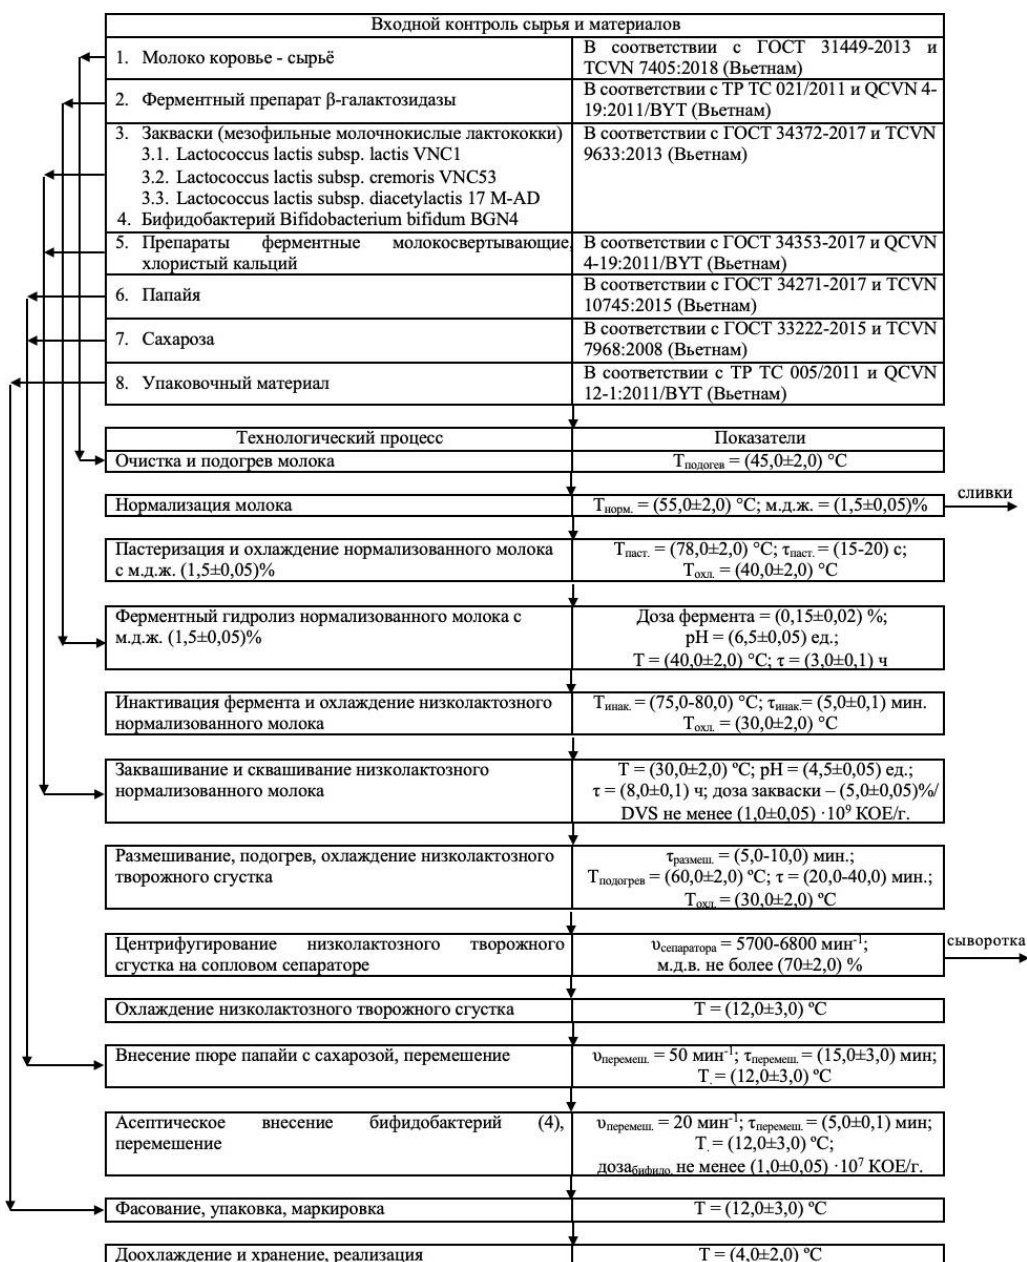 Входной контроль сырья и материалов
1. Молоко коровье - сырьё
В соответствии с ГОСТ 31449-2013 и
TCVN 7405:2018 (Вьетнам)
2. Ферментный препарат β-галактозидазы
В соответствии с ТР ТС 021/2011 и QCVN 4-
19:2011/BYT (Вьетнам)
3. Закваски (мезофильные молочнокислые лактококки)
3.1. Lactococcus lactis subsp. lactis VNC1
3.2. Lactococcus lactis subsp. cremoris VNC53
3.3. Lactococcus lactis subsp. diacetylactis 17 M-AD
4. Бифидобактерий Bifidobacterium bifidum BGN4
В соответствии с ГОСТ 34372-2017 и TCVN
9633:2013 (Вьетнам)
5. Препараты ферментные молокосвертывающие,
хлористый кальций
В соответствии с ГОСТ 34353-2017 и QCVN
4-19:2011/BYT (Вьетнам)
6. Папайя
В соответствии с ГОСТ 34271-2017 и TCVN
10745:2015 (Вьетнам)
7. Сахароза
В соответствии с ГОСТ 33222-2015 и TCVN
7968:2008 (Вьетнам)
8. Упаковочный материал
В соответствии с ТР ТС 005/2011 и QCVN
12-1:2011/BYT (Вьетнам)
Технологический процесс
Показатели
Очистка и подогрев молока
Tподогев = (45,0±2,0) °C
Нормализация молока
Tнорм. = (55,0±2,0) °C; м.д.ж. = (1,5±0,05)%
сливки
Пастеризация и охлаждение нормализованного молока
с м.д.ж. (1,5±0,05)%
Tпаст. = (78,0±2,0) °C; τпаст. = (15-20) с;
Tохл. = (40,0±2,0) °C
Ферментный гидролиз нормализованного молока с
м.д.ж. (1,5±0,05)%
Доза фермента = (0,15±0,02) %;
pH = (6,5±0,05) ед.;
T = (40,0±2,0) °C; τ = (3,0±0,1) ч
Инактивация фермента и охлаждение низколактозного
нормализованного молока
Tинак. = (75,0-80,0) °C; τинак.= (5,0±0,1) мин.
Tохл. = (30,0±2,0) °C
Заквашивание и сквашивание низколактозного
нормализованного молока
T = (30,0±2,0) ºC; pH = (4,5±0,05) ед.;
τ = (8,0±0,1) ч; доза закваски – (5,0±0,05)%/
DVS не менее (1,0±0,05) ·10⁹ КОЕ/г.
Размешивание, подогрев, охлаждение низколактозного
творожного сгустка
τразмеш. = (5,0-10,0) мин.;
Tподогрев = (60,0±2,0) ºC; τ = (20,0-40,0) мин.;
Tохл. = (30,0±2,0) ºC
Центрифугирование низколактозного творожного
сгустка на сопловом сепараторе
υсепаратора = 5700-6800 мин⁻¹;
м.д.в. не более (70±2,0) %
сыворотка
Охлаждение низколактозного творожного сгустка
T = (12,0±3,0) ºC
Внесение пюре папайи с сахарозой, перемешение
υперемеш. = 50 мин⁻¹; τперемеш. = (15,0±3,0) мин;
T. = (12,0±3,0) ºC
Асептическое внесение бифидобактерий (4),
перемешение
υперемеш. = 20 мин⁻¹; τперемеш. = (5,0±0,1) мин;
T. = (12,0±3,0) ºC;
дозабифидо. не менее (1,0±0,05) ·10⁷ КОЕ/г.
Фасование, упаковка, маркировка
T = (12,0±3,0) ºC
Доохлаждение и хранение, реализация
T = (4,0±2,0) ºC